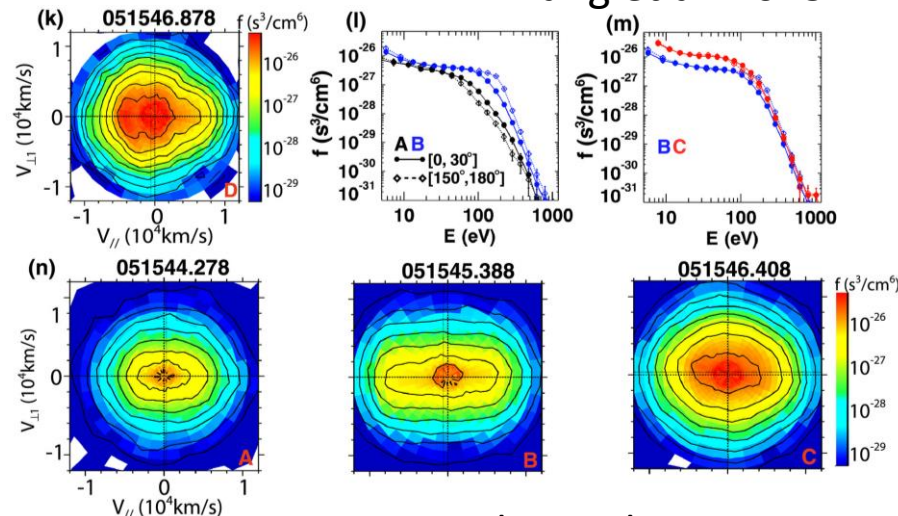 (k) 051546.878
f (s³/cm⁶)
10⁻²⁶
10⁻²⁷
10⁻²⁸
10⁻²⁹
1
0
-1
V⊥1 (10⁴km/s)
D
-1 0 1
V// (10⁴km/s)
(l)
10⁻²⁶
10⁻²⁷
10⁻²⁸
10⁻²⁹
10⁻³⁰
10⁻³¹
f (s³/cm⁶)
A B
[0, 30°]
[150°,180°]
10 100 1000
E (eV)
(m)
10⁻²⁶
10⁻²⁷
10⁻²⁸
10⁻²⁹
10⁻³⁰
10⁻³¹
f (s³/cm⁶)
B C
10 100 1000
E (eV)
(n) 051544.278
1
0
-1
V⊥1 (10⁴km/s)
A
-1 0 1
V// (10⁴km/s)
051545.388
B
051546.408
C
f (s³/cm⁶)
10⁻²⁶
10⁻²⁷
10⁻²⁸
10⁻²⁹